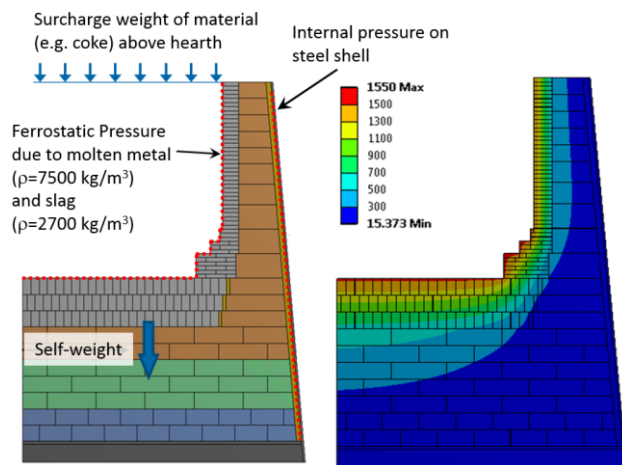 Surcharge weight of material
(e.g. coke) above hearth
Internal pressure on
steel shell
Ferrostatic Pressure
due to molten metal
(ρ=7500 kg/m³)
and slag
(ρ=2700 kg/m³)
Self-weight
1550 Max
1500
1300
1100
900
700
500
300
15.373 Min